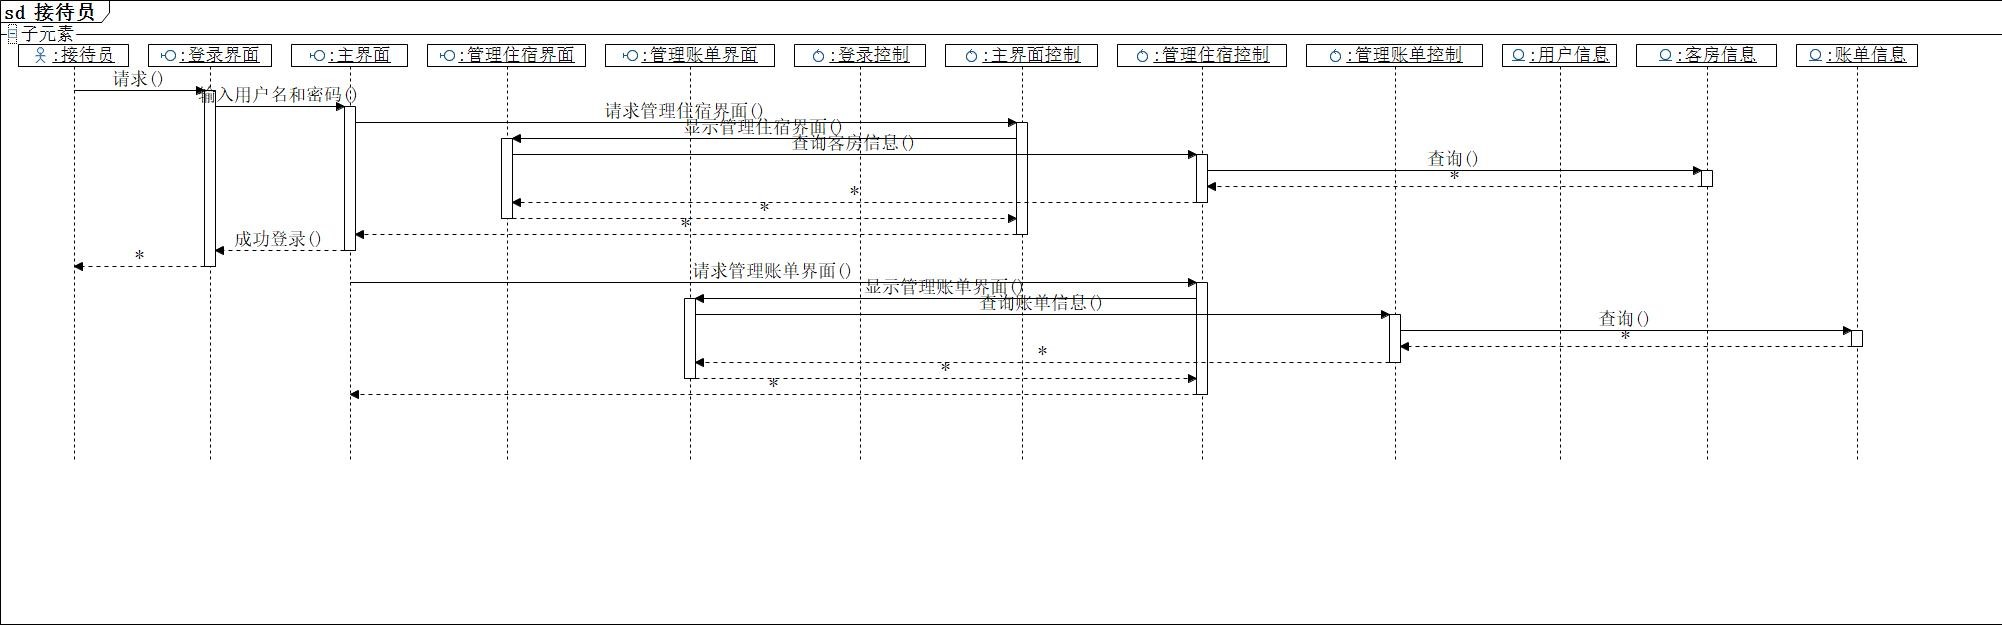 sd 接待员
子元素
:接待员
:登录界面
:主界面
:管理住宿界面
:管理账单界面
:登录控制
:主界面控制
:管理住宿控制
:管理账单控制
:用户信息
:客房信息
:账单信息
请求()
输入用户名和密码()
请求管理住宿界面()
显示管理住宿界面()
查询客房信息()
查询()
*
*
*
*
成功登录()
*
请求管理账单界面()
显示管理账单界面()
查询账单信息()
查询()
*
*
*
*